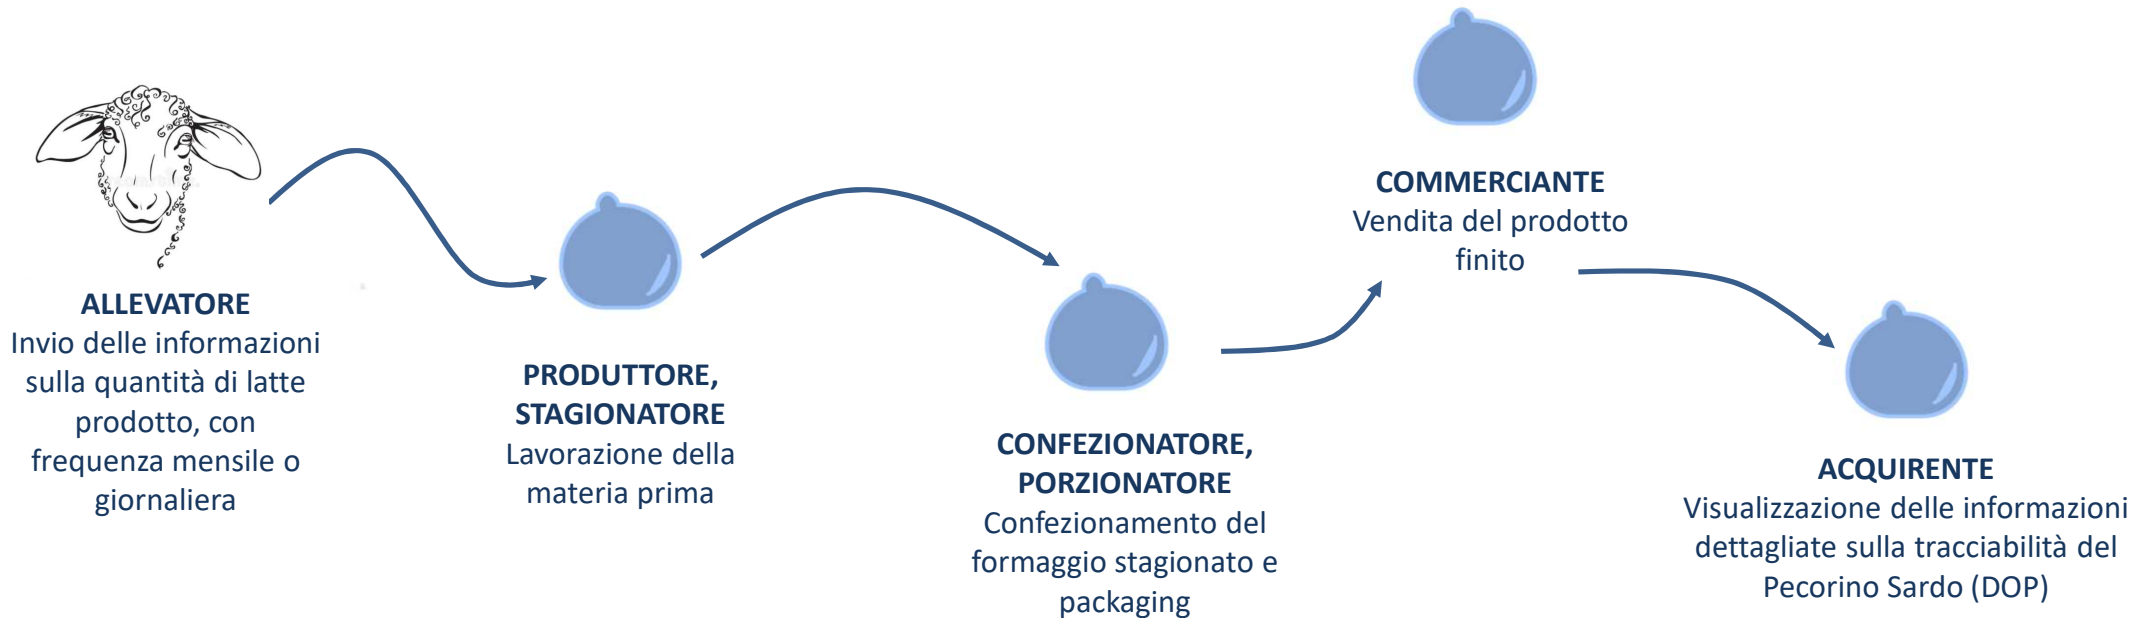 ALLEVATORE
Invio delle informazioni
sulla quantità di latte
prodotto, con
frequenza mensile o
giornaliera
PRODUTTORE,
STAGIONATORE
Lavorazione della
materia prima
CONFEZIONATORE,
PORZIONATORE
Confezionamento del
formaggio stagionato e
packaging
COMMERCIANTE
Vendita del prodotto
finito
ACQUIRENTE
Visualizzazione delle informazioni
dettagliate sulla tracciabilità del
Pecorino Sardo (DOP)